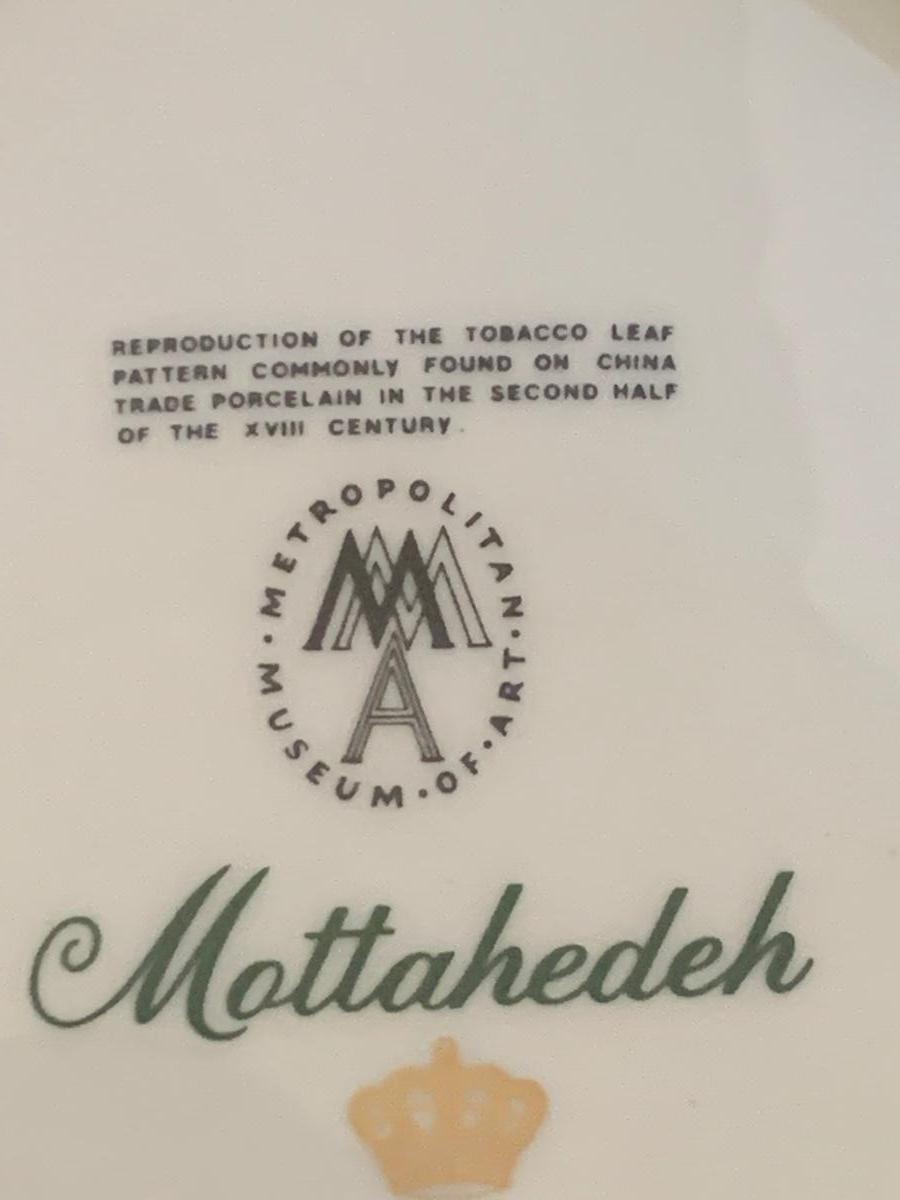 REPRODUCTION OF THE TOBACCO LEAF
PATTERN COMMONLY FOUND ON CHINA
TRADE PORCELAIN IN THE SECOND HALF
OF THE XVIII CENTURY.
METROPOLITAN · MUSEUM · OF · ART ·
MMA
Mottahedeh